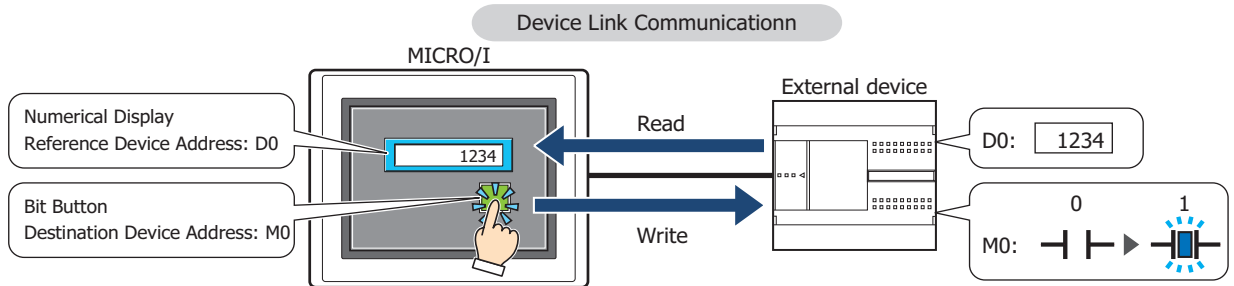 Device Link Communicationn
MICRO/I
External device
Numerical Display
Reference Device Address: D0
1234
Read
D0: 1234
Bit Button
Destination Device Address: M0
Write
0 1
M0: